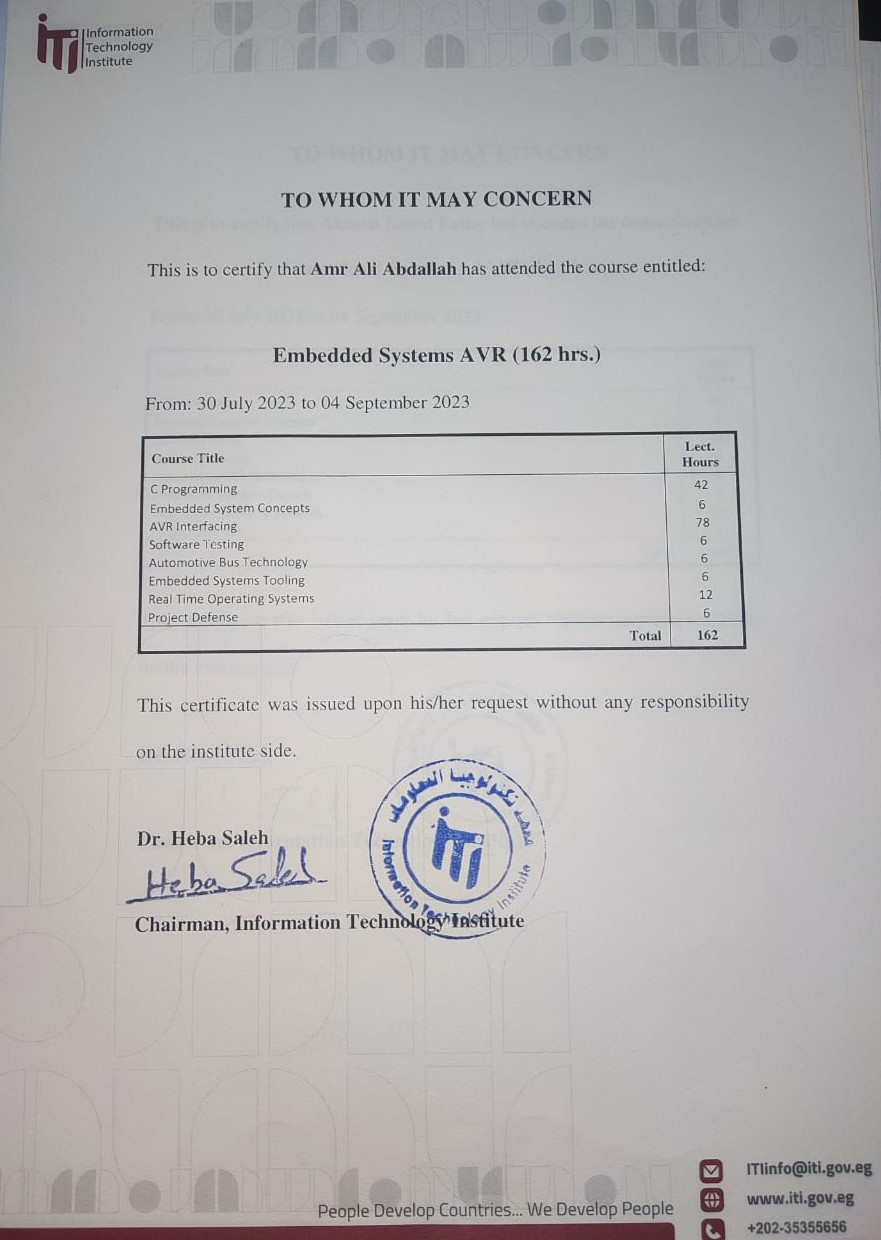 iTi
Information
Technology
Institute
TO WHOM IT MAY CONCERN
This is to certify that Amr Ali Abdallah has attended the course entitled:
Embedded Systems AVR (162 hrs.)
From: 30 July 2023 to 04 September 2023
Course Title Lect. Hours
C Programming 42
Embedded System Concepts 6
AVR Interfacing 78
Software Testing 6
Automotive Bus Technology 6
Embedded Systems Tooling 6
Real Time Operating Systems 12
Project Defense 6
Total 162
This certificate was issued upon his/her request without any responsibility
on the institute side.
معهد تكنولوجيا المعلومات
iTi
Information Technology Institute
Dr. Heba Saleh
Heba Saleh
Chairman, Information Technology Institute
People Develop Countries... We Develop People
ITIinfo@iti.gov.eg
www.iti.gov.eg
+202-35355656